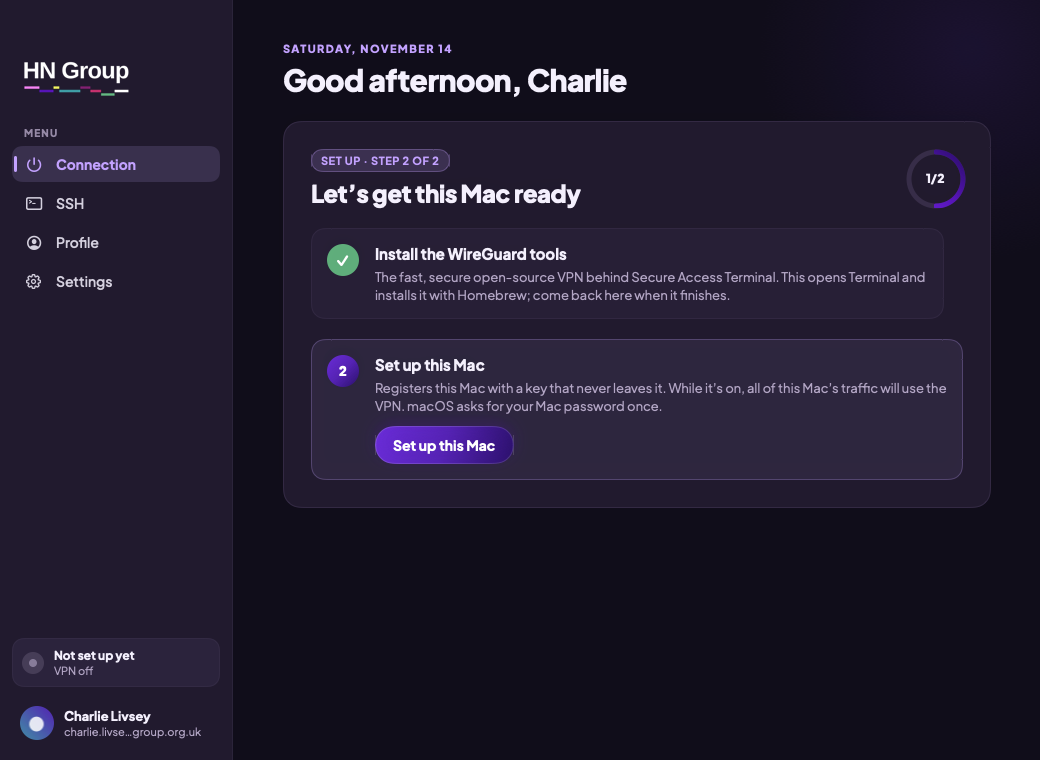 HN Group
MENU
Connection
SSH
Profile
Settings
Not set up yet
VPN off
Charlie Livsey
charlie.livse…group.org.uk
SATURDAY, NOVEMBER 14
Good afternoon, Charlie
SET UP · STEP 2 OF 2
Let’s get this Mac ready
1/2
Install the WireGuard tools
The fast, secure open-source VPN behind Secure Access Terminal. This opens Terminal and
installs it with Homebrew; come back here when it finishes.
2
Set up this Mac
Registers this Mac with a key that never leaves it. While it’s on, all of this Mac’s traffic will use the
VPN. macOS asks for your Mac password once.
Set up this Mac